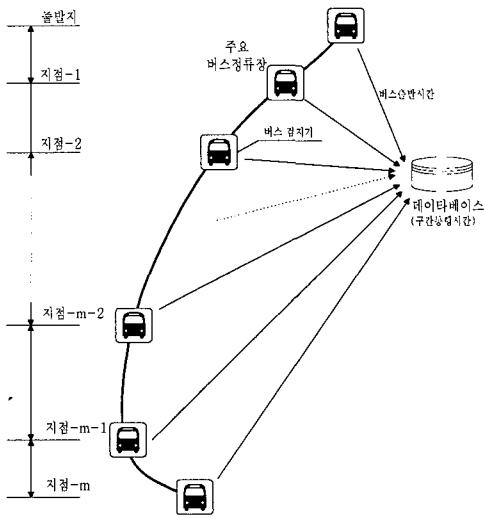 출발지
주요
버스정류장
지점-1
버스출발시간
버스 검지기
지점-2
데이타베이스
(구간통행시간)
지점-m-2
지점-m-1
지점-m